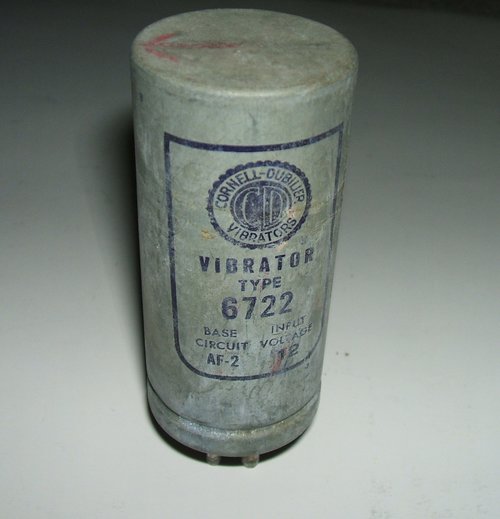 CORNELL-DUBILIER
CD
VIBRATORS
VIBRATOR
TYPE
6722
BASE INPUT
CIRCUIT VOLTAGE
AF-2 12